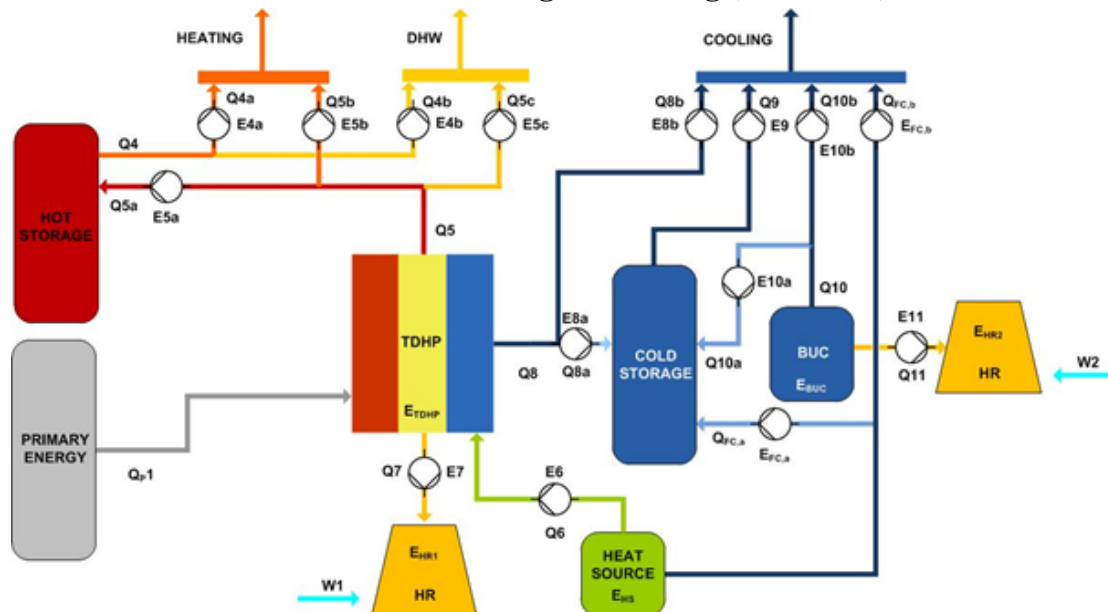 HEATING
DHW
COOLING
Q4a
Q5b
Q4b
Q5c
Q8b
Q9
Q10b
QFC,b
E4a
E5b
E4b
E5c
E8b
E9
E10b
EFC,b
Q4
Q5a
E5a
HOT
STORAGE
Q5
E10a
Q10
TDHP
ETDHP
E8a
Q8
Q8a
COLD
STORAGE
Q10a
BUC
EBUC
E11
Q11
EHR2
HR
W2
PRIMARY
ENERGY
QP1
QFC,a
EFC,a
Q7
E7
E6
Q6
EHR1
HR
W1
HEAT
SOURCE
EHS